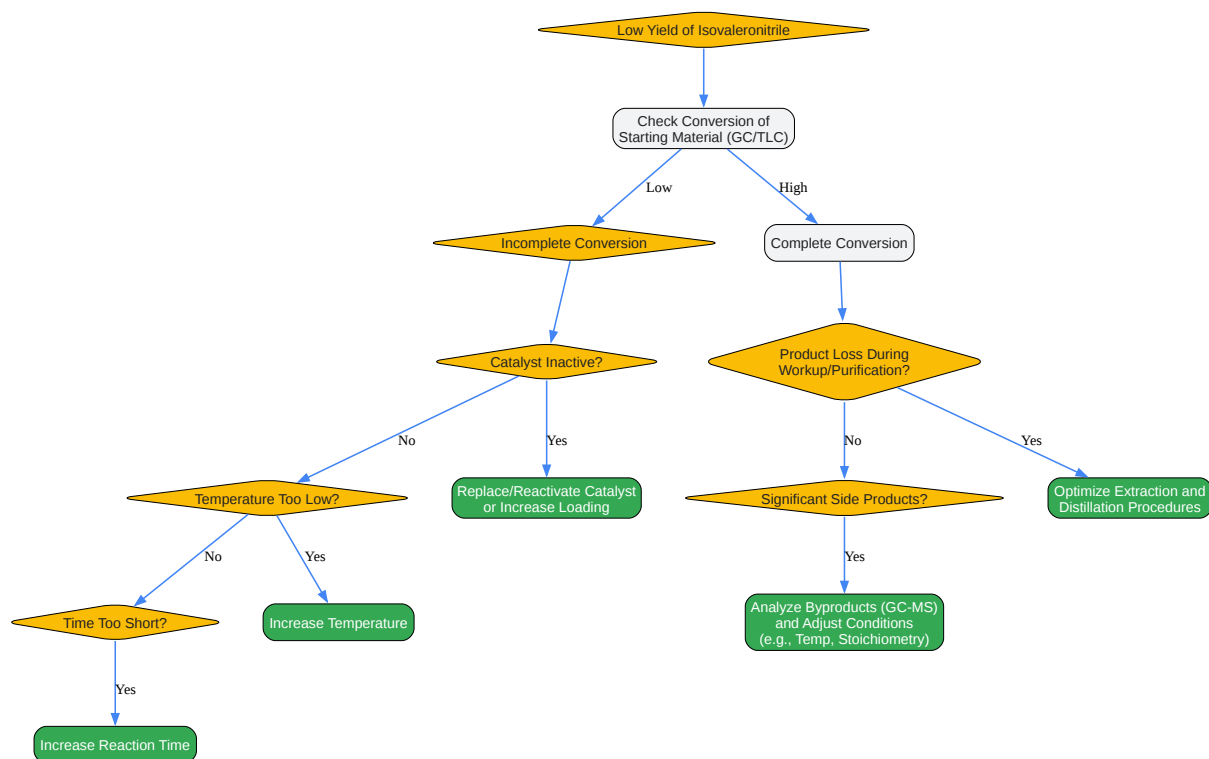 Low Yield of Isovaleronitrile
Check Conversion of
Starting Material (GC/TLC)
Low
High
Incomplete Conversion
Complete Conversion
Catalyst Inactive?
Product Loss During
Workup/Purification?
No
Yes
No
Yes
Temperature Too Low?
Replace/Reactivate Catalyst
or Increase Loading
Significant Side Products?
Optimize Extraction and
Distillation Procedures
No
Yes
Yes
Time Too Short?
Increase Temperature
Analyze Byproducts (GC-MS)
and Adjust Conditions
(e.g., Temp, Stoichiometry)
Yes
Increase Reaction Time